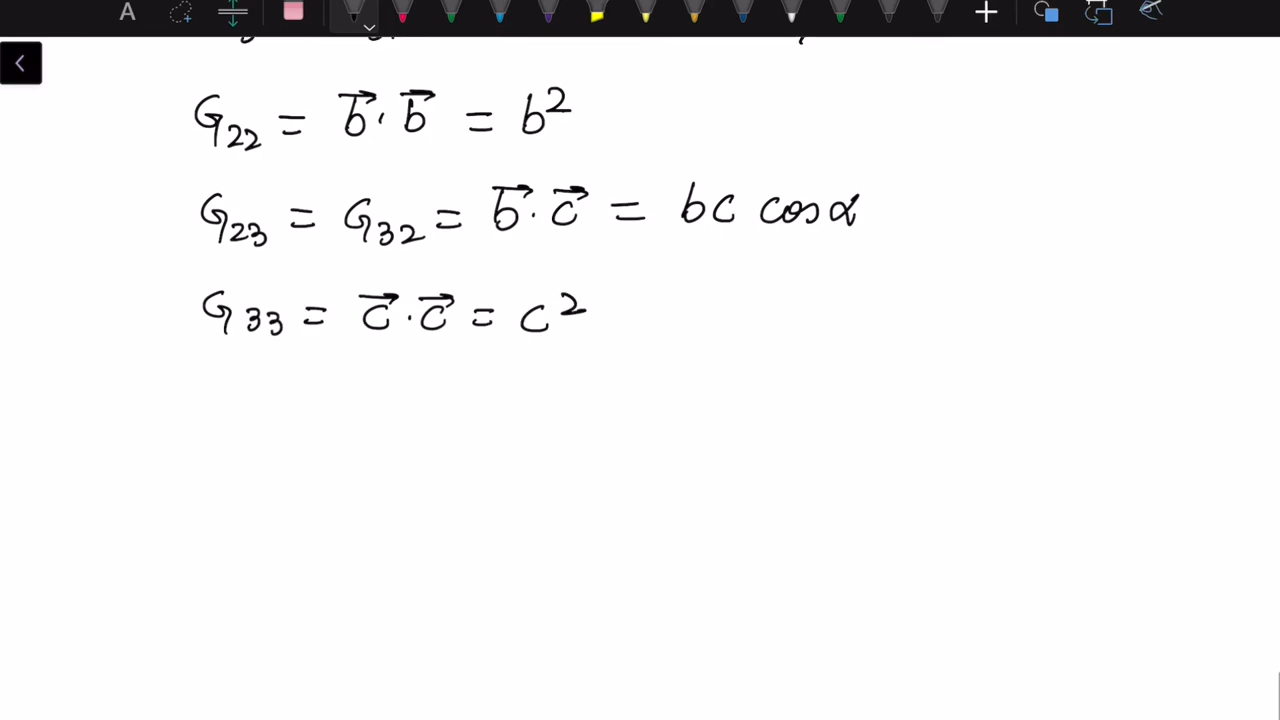 A
G₂₂ = b⃗ · b⃗ = b²
G₂₃ = G₃₂ = b⃗ · c⃗ = bc cosα
G₃₃ = c⃗ · c⃗ = c²